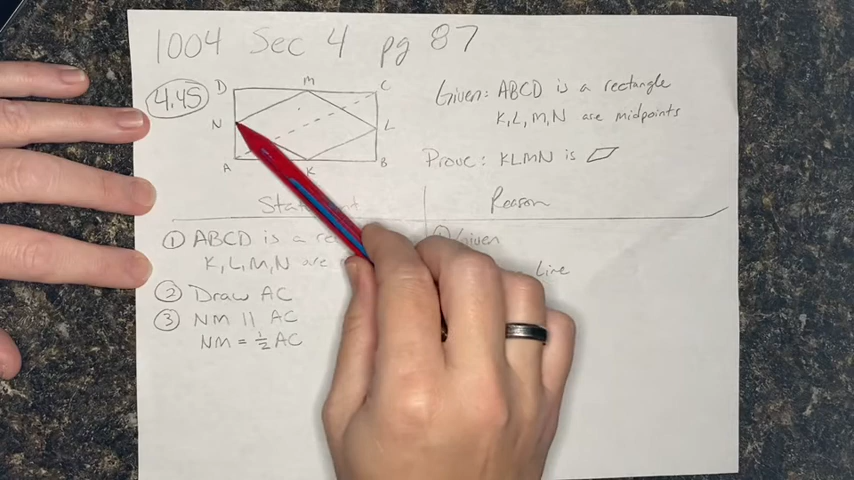 1004 Sec 4 pg 87
4.45
D M C
N L
A K B
Given: ABCD is a rectangle
K,L,M,N are midpoints
Prove: KLMN is ▱
Reason
① ABCD is a
Given
K,L,M,N are
Line
② Draw AC
③ NM || AC
NM = ½ AC